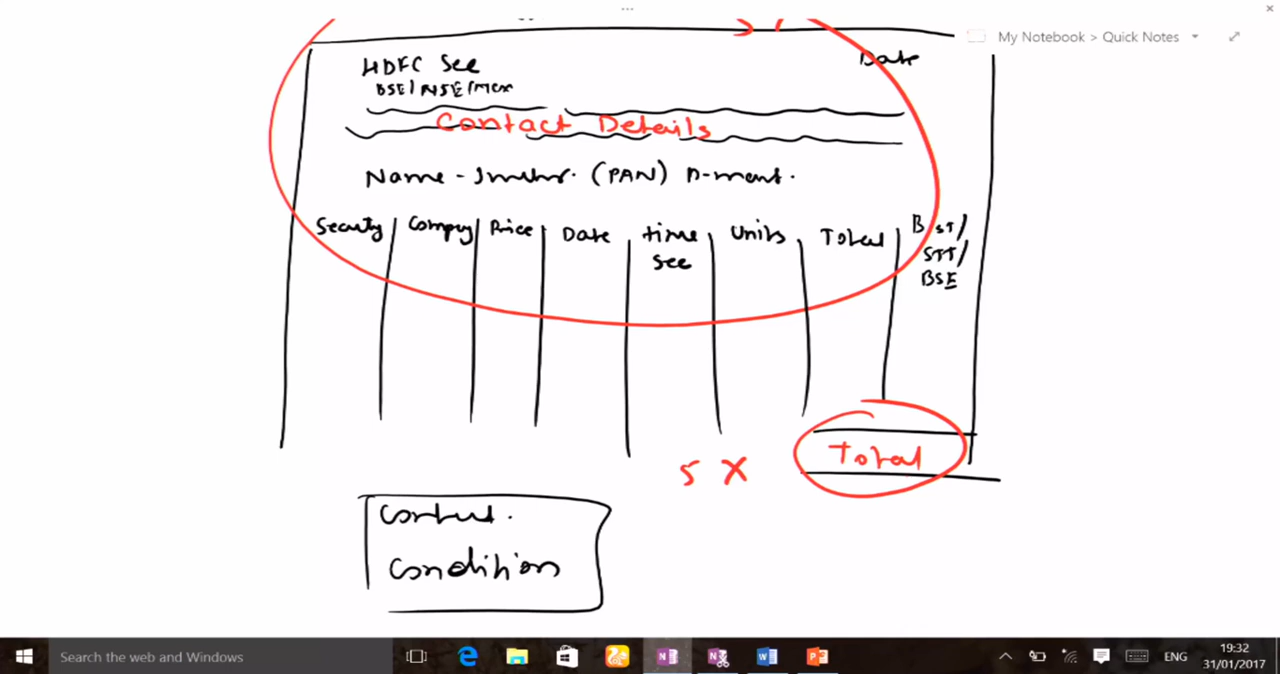 My Notebook > Quick Notes
HDFC Sec Date
BSE/NSE/Mcx
Contact Details
Name - (PAN) D-mat.
Security Company Price Date time Units Total B ST/
sec STT/
BSE
5 X Total
Condition
Search the web and Windows
ENG
19:32
31/01/2017